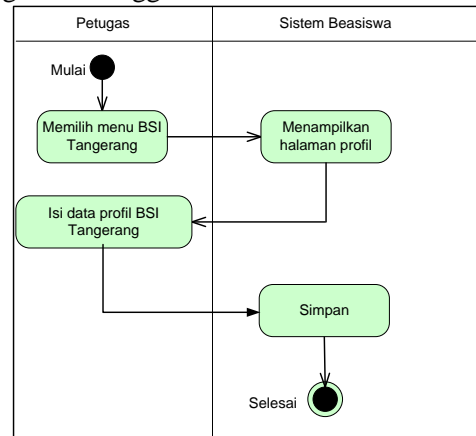 Petugas
Sistem Beasiswa
Mulai
Memilih menu BSI
Tangerang
Menampilkan
halaman profil
Isi data profil BSI
Tangerang
Simpan
Selesai